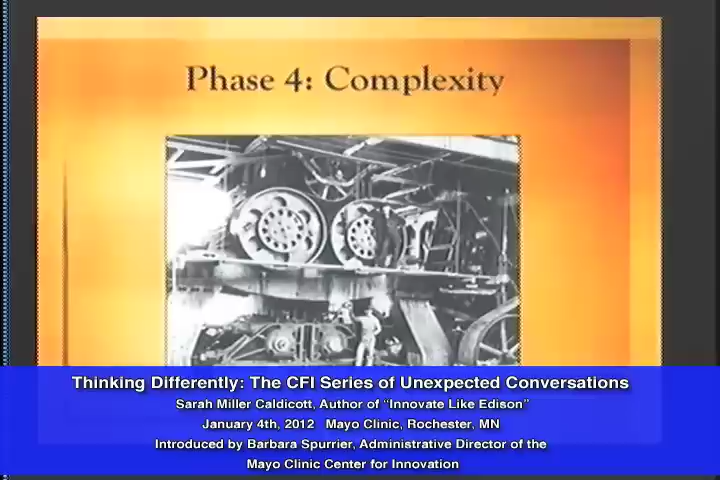 Phase 4: Complexity
Thinking Differently: The CFI Series of Unexpected Conversations
Sarah Miller Caldicott, Author of “Innovate Like Edison”
January 4th, 2012 Mayo Clinic, Rochester, MN
Introduced by Barbara Spurrier, Administrative Director of the
Mayo Clinic Center for Innovation